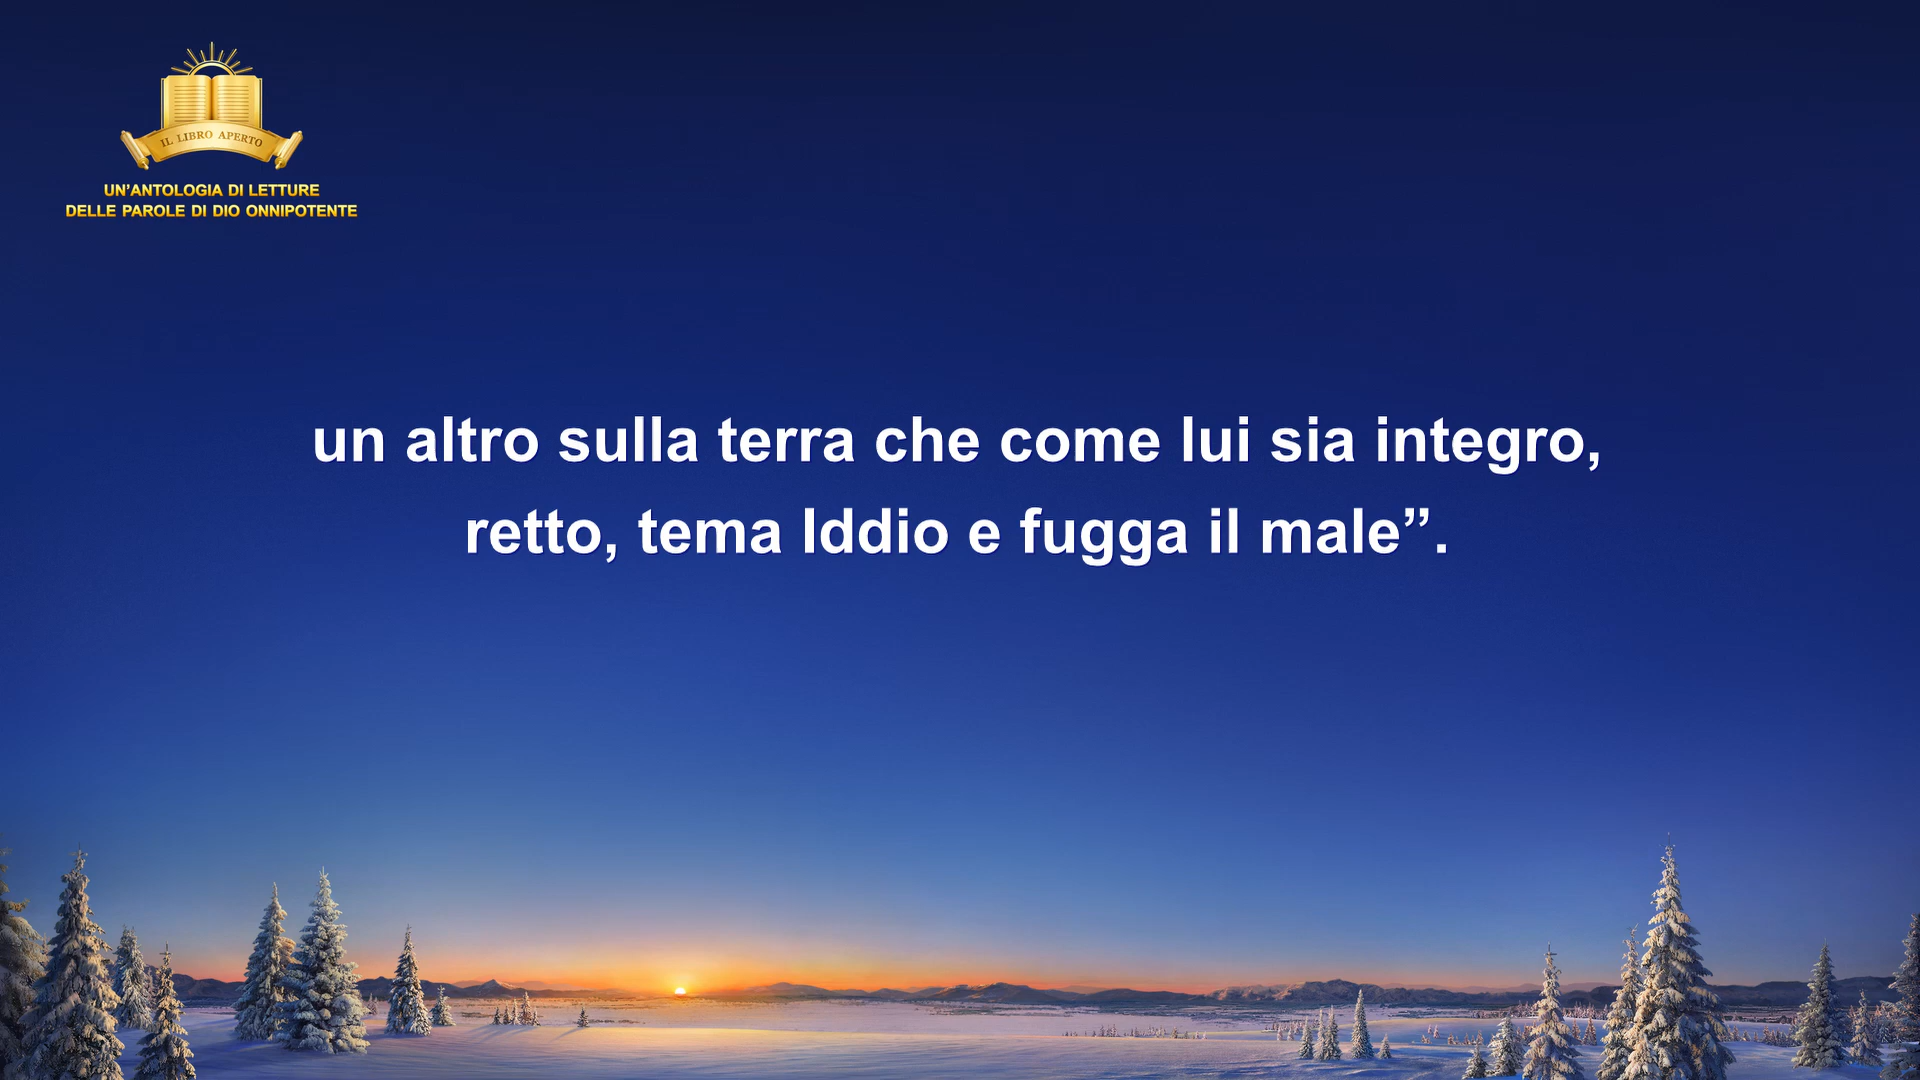 IL LIBRO APERTO
UN’ANTOLOGIA DI LETTURE
DELLE PAROLE DI DIO ONNIPOTENTE
un altro sulla terra che come lui sia integro,
retto, tema Iddio e fugga il male”.